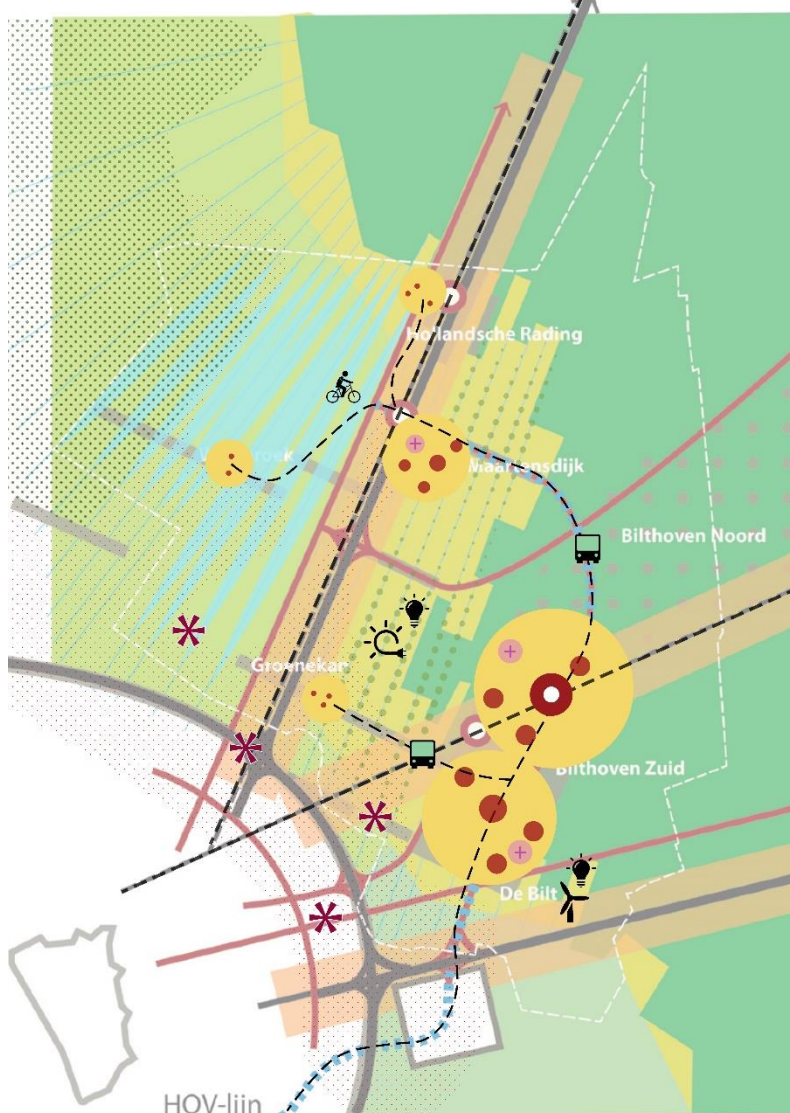 Hollandsche Rading
Maartensdijk
Bilthoven Noord
Groenekan
Bilthoven Zuid
De Bilt
HOV-lijn